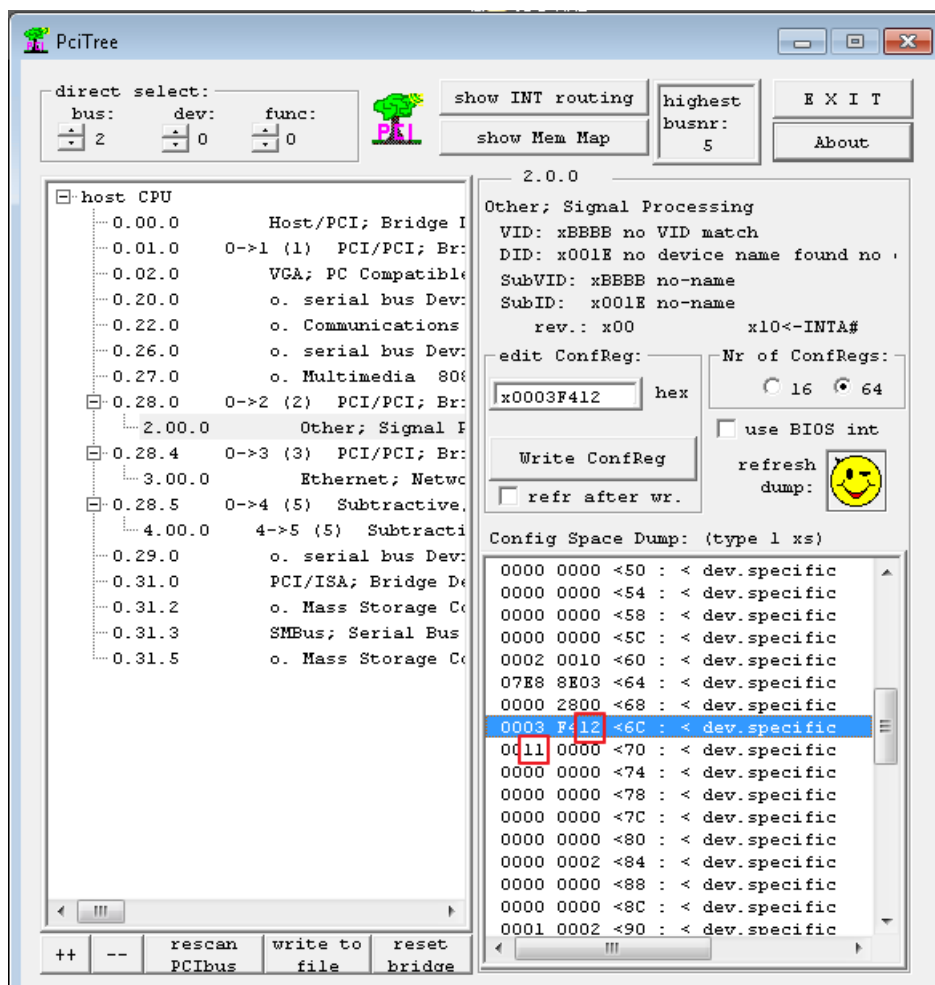 PciTree
direct select:
bus: dev: func:
2 0 0
PCI
show INT routing
show Mem Map
highest
busnr:
5
E X I T
About
host CPU
0.00.0 Host/PCI; Bridge
0.01.0 0->1 (1) PCI/PCI;
0.02.0 VGA; PC
0.20.0 o. serial bus
0.22.0 o. Communications
0.26.0 o. serial bus
0.27.0 o. Multimedia
0.28.0 0->2 (2) PCI/PCI;
2.00.0 Other; Signal
0.28.4 0->3 (3) PCI/PCI;
3.00.0 Ethernet;
0.28.5 0->4 (5) Subtractive
4.00.0 4->5 (5)
0.29.0 o. serial bus
0.31.0 PCI/ISA; Bridge
0.31.2 o. Mass Storage
0.31.3 SMBus; Serial Bus
0.31.5 o. Mass Storage
++
--
rescan
PCIbus
write to
file
reset
bridge
2.0.0
Other; Signal Processing
VID: xBBBB no VID match
DID: x001E no device name found no
SubVID: xBBBB no-name
SubID: x001E no-name
rev.: x00 x10<-INTA#
edit ConfReg:
x0003F412 hex
Write ConfReg
refr after wr.
Nr of ConfRegs:
16 64
use BIOS int
refresh
dump:
Config Space Dump: (type 1 xs)
0000 0000 <50 : < dev.specific
0000 0000 <54 : < dev.specific
0000 0000 <58 : < dev.specific
0000 0000 <5C : < dev.specific
0002 0010 <60 : < dev.specific
07E8 8E03 <64 : < dev.specific
0000 2800 <68 : < dev.specific
0003 F412 <6C : < dev.specific
0011 0000 <70 : < dev.specific
0000 0000 <74 : < dev.specific
0000 0000 <78 : < dev.specific
0000 0000 <7C : < dev.specific
0000 0000 <80 : < dev.specific
0000 0002 <84 : < dev.specific
0000 0000 <88 : < dev.specific
0000 0000 <8C : < dev.specific
0001 0002 <90 : < dev.specific